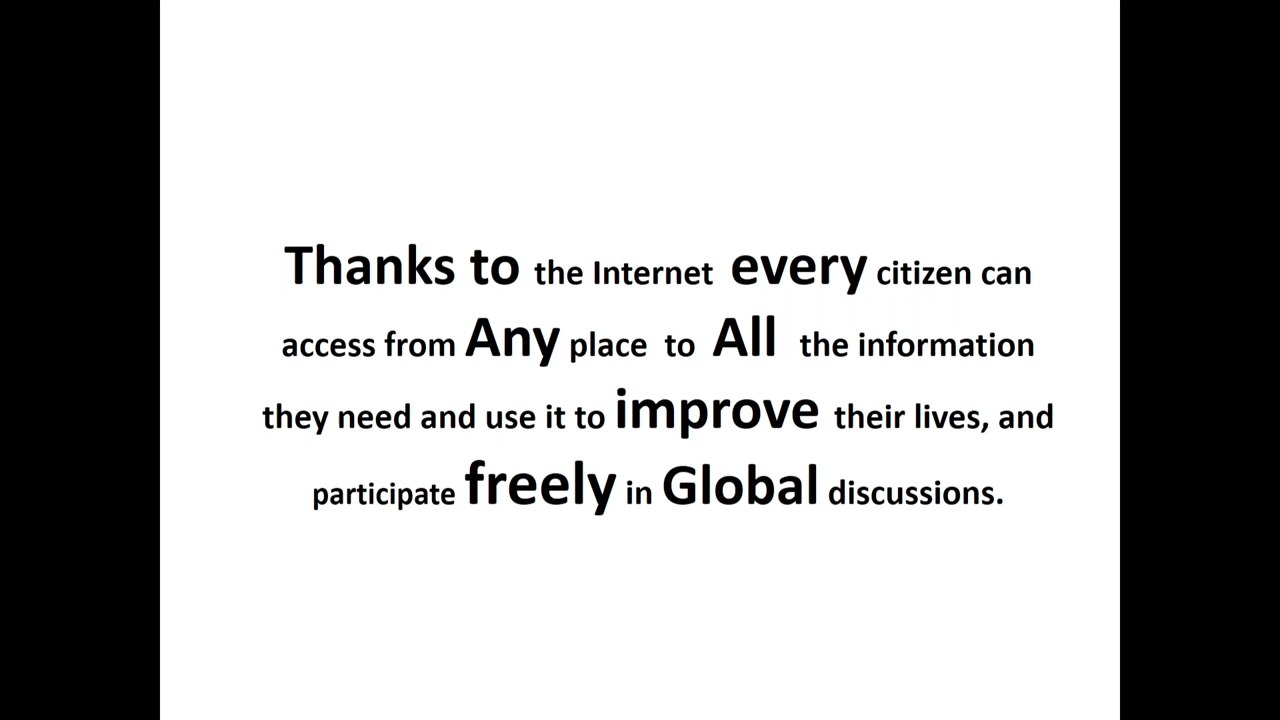 Thanks to the Internet every citizen can
access from Any place to All the information
they need and use it to improve their lives, and
participate freely in Global discussions.